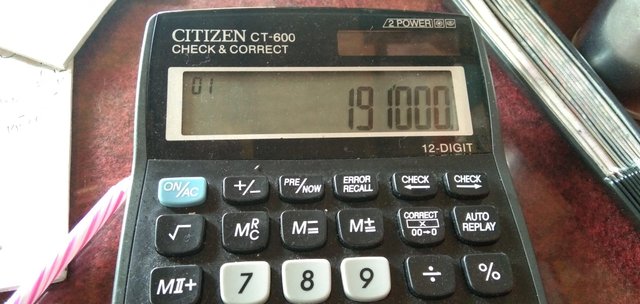 CITIZEN CT-600
CHECK & CORRECT
2 POWER
01
191000.
12-DIGIT
ON/AC +/− PRE/NOW ERROR RECALL CHECK ← CHECK →
√ MRC M= M± CORRECT X 00→0 AUTO REPLAY
MII+ 7 8 9 ÷ %